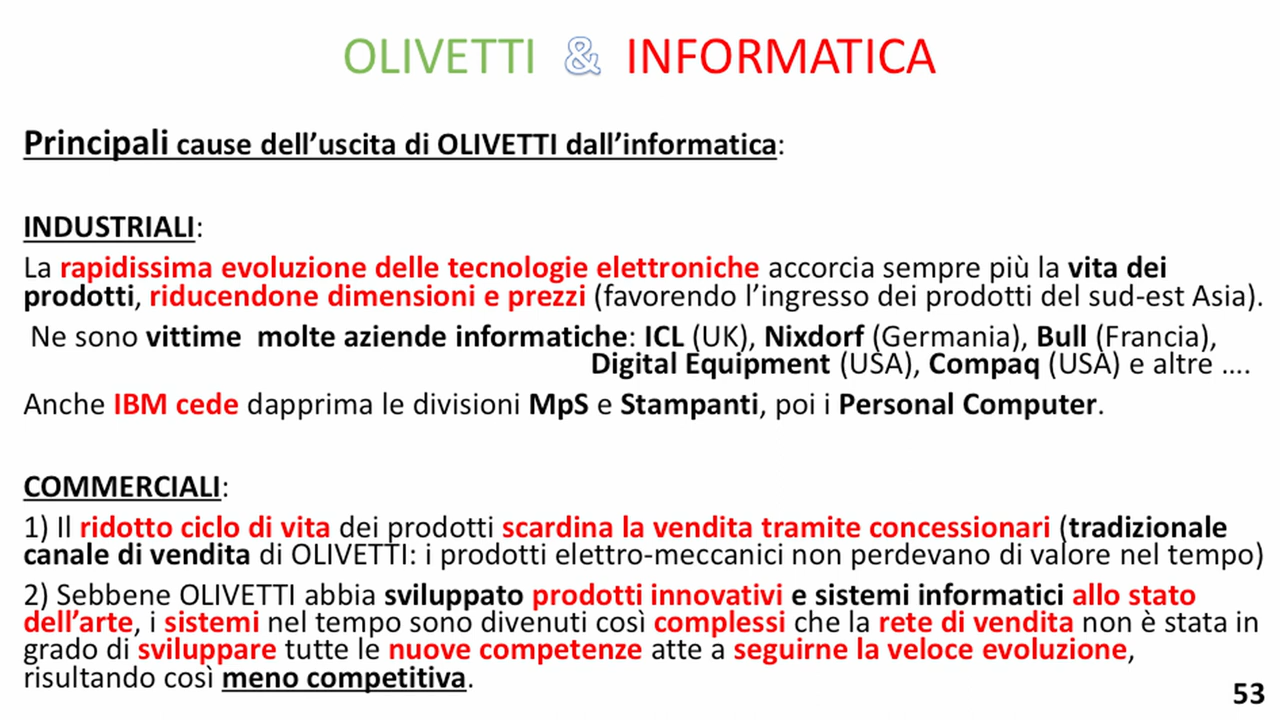 OLIVETTI & INFORMATICA
Principali cause dell’uscita di OLIVETTI dall’informatica:
INDUSTRIALI:
La rapidissima evoluzione delle tecnologie elettroniche accorcia sempre più la vita dei
prodotti, riducendone dimensioni e prezzi (favorendo l’ingresso dei prodotti del sud-est Asia).
Ne sono vittime molte aziende informatiche: ICL (UK), Nixdorf (Germania), Bull (Francia),
Digital Equipment (USA), Compaq (USA) e altre ....
Anche IBM cede dapprima le divisioni MpS e Stampanti, poi i Personal Computer.
COMMERCIALI:
1) Il ridotto ciclo di vita dei prodotti scardina la vendita tramite concessionari (tradizionale
canale di vendita di OLIVETTI: i prodotti elettro-meccanici non perdevano di valore nel tempo)
2) Sebbene OLIVETTI abbia sviluppato prodotti innovativi e sistemi informatici allo stato
dell’arte, i sistemi nel tempo sono divenuti così complessi che la rete di vendita non è stata in
grado di sviluppare tutte le nuove competenze atte a seguirne la veloce evoluzione,
risultando così meno competitiva.
53